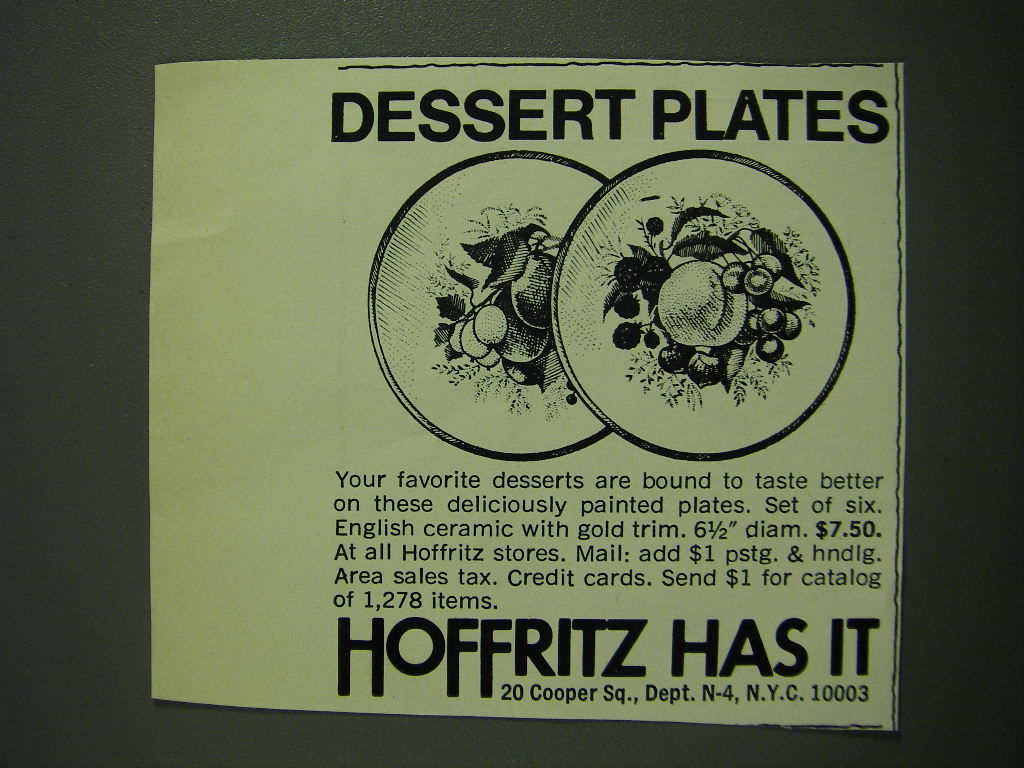 DESSERT PLATES
Your favorite desserts are bound to taste better
on these deliciously painted plates. Set of six.
English ceramic with gold trim. 6½″ diam. $7.50.
At all Hoffritz stores. Mail: add $1 pstg. & hndlg.
Area sales tax. Credit cards. Send $1 for catalog
of 1,278 items.
HOFFRITZ HAS IT
20 Cooper Sq., Dept. N-4, N.Y.C. 10003